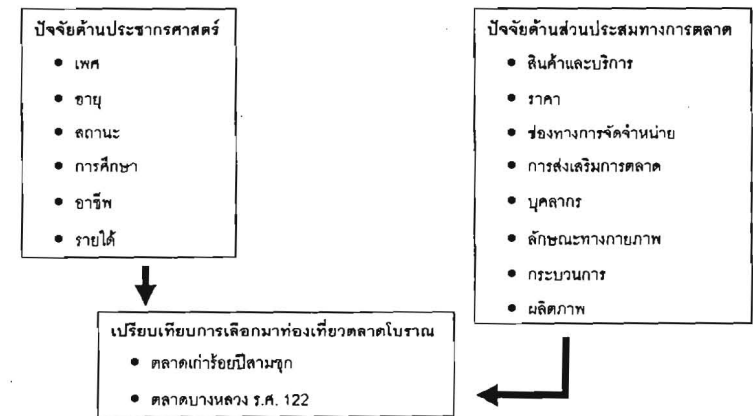 ปัจจัยด้านประชากรศาสตร์
● เพศ
● อายุ
● สถานะ
● การศึกษา
● อาชีพ
● รายได้
ปัจจัยด้านส่วนประสมทางการตลาด
● สินค้าและบริการ
● ราคา
● ช่องทางการจัดจำหน่าย
● การส่งเสริมการตลาด
● บุคลากร
● ลักษณะทางกายภาพ
● กระบวนการ
● ผลิตภาพ
เปรียบเทียบการเลือกมาท่องเที่ยวตลาดโบราณ
● ตลาดเก่าร้อยปีสามชุก
● ตลาดบางหลวง ร.ศ. 122